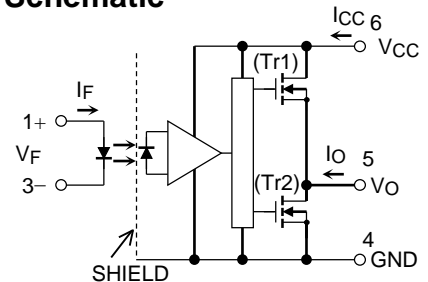 Schematic
ICC 6
VCC
(Tr1)
IF
1+
VF
3−
IO 5
VO
(Tr2)
4
GND
SHIELD